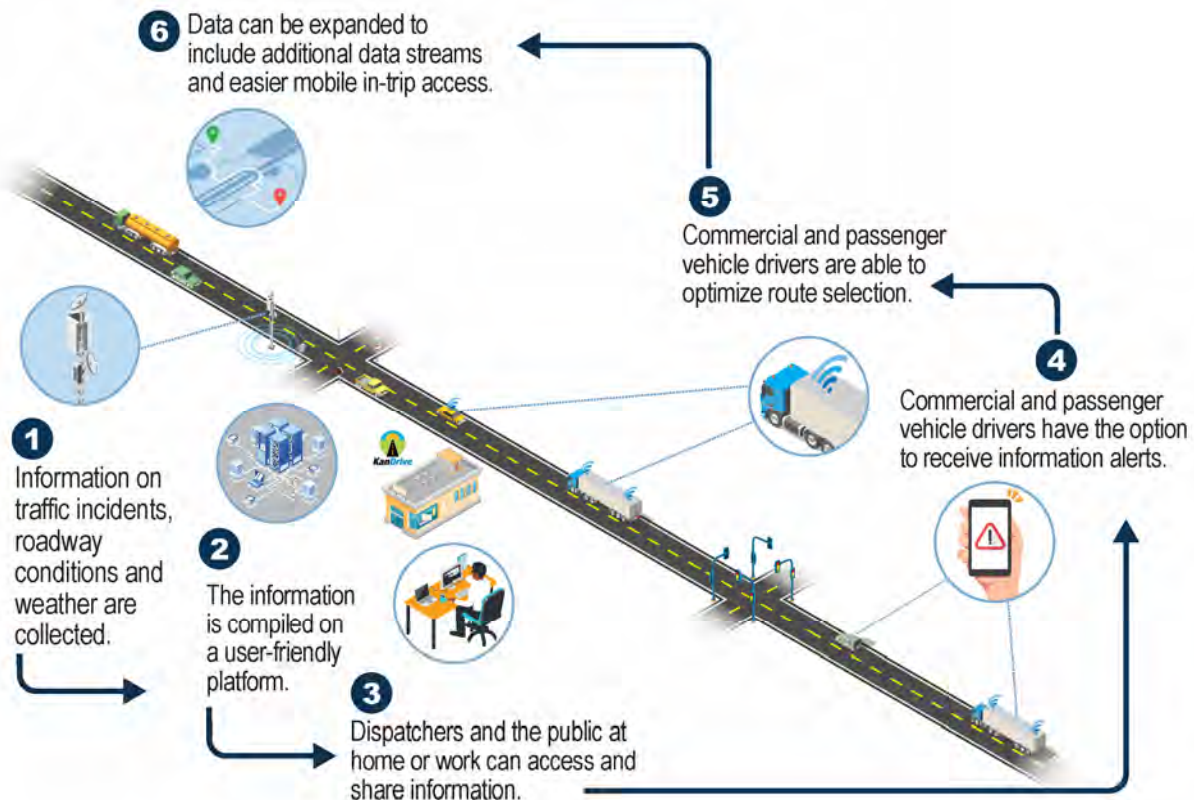 1
Information on
traffic incidents,
roadway
conditions and
weather are
collected.
2
The information
is compiled on
a user-friendly
platform.
KanDrive
3
Dispatchers and the public at
home or work can access and
share information.
4
Commercial and passenger
vehicle drivers have the option
to receive information alerts.
5
Commercial and passenger
vehicle drivers are able to
optimize route selection.
6
Data can be expanded to
include additional data streams
and easier mobile in-trip access.